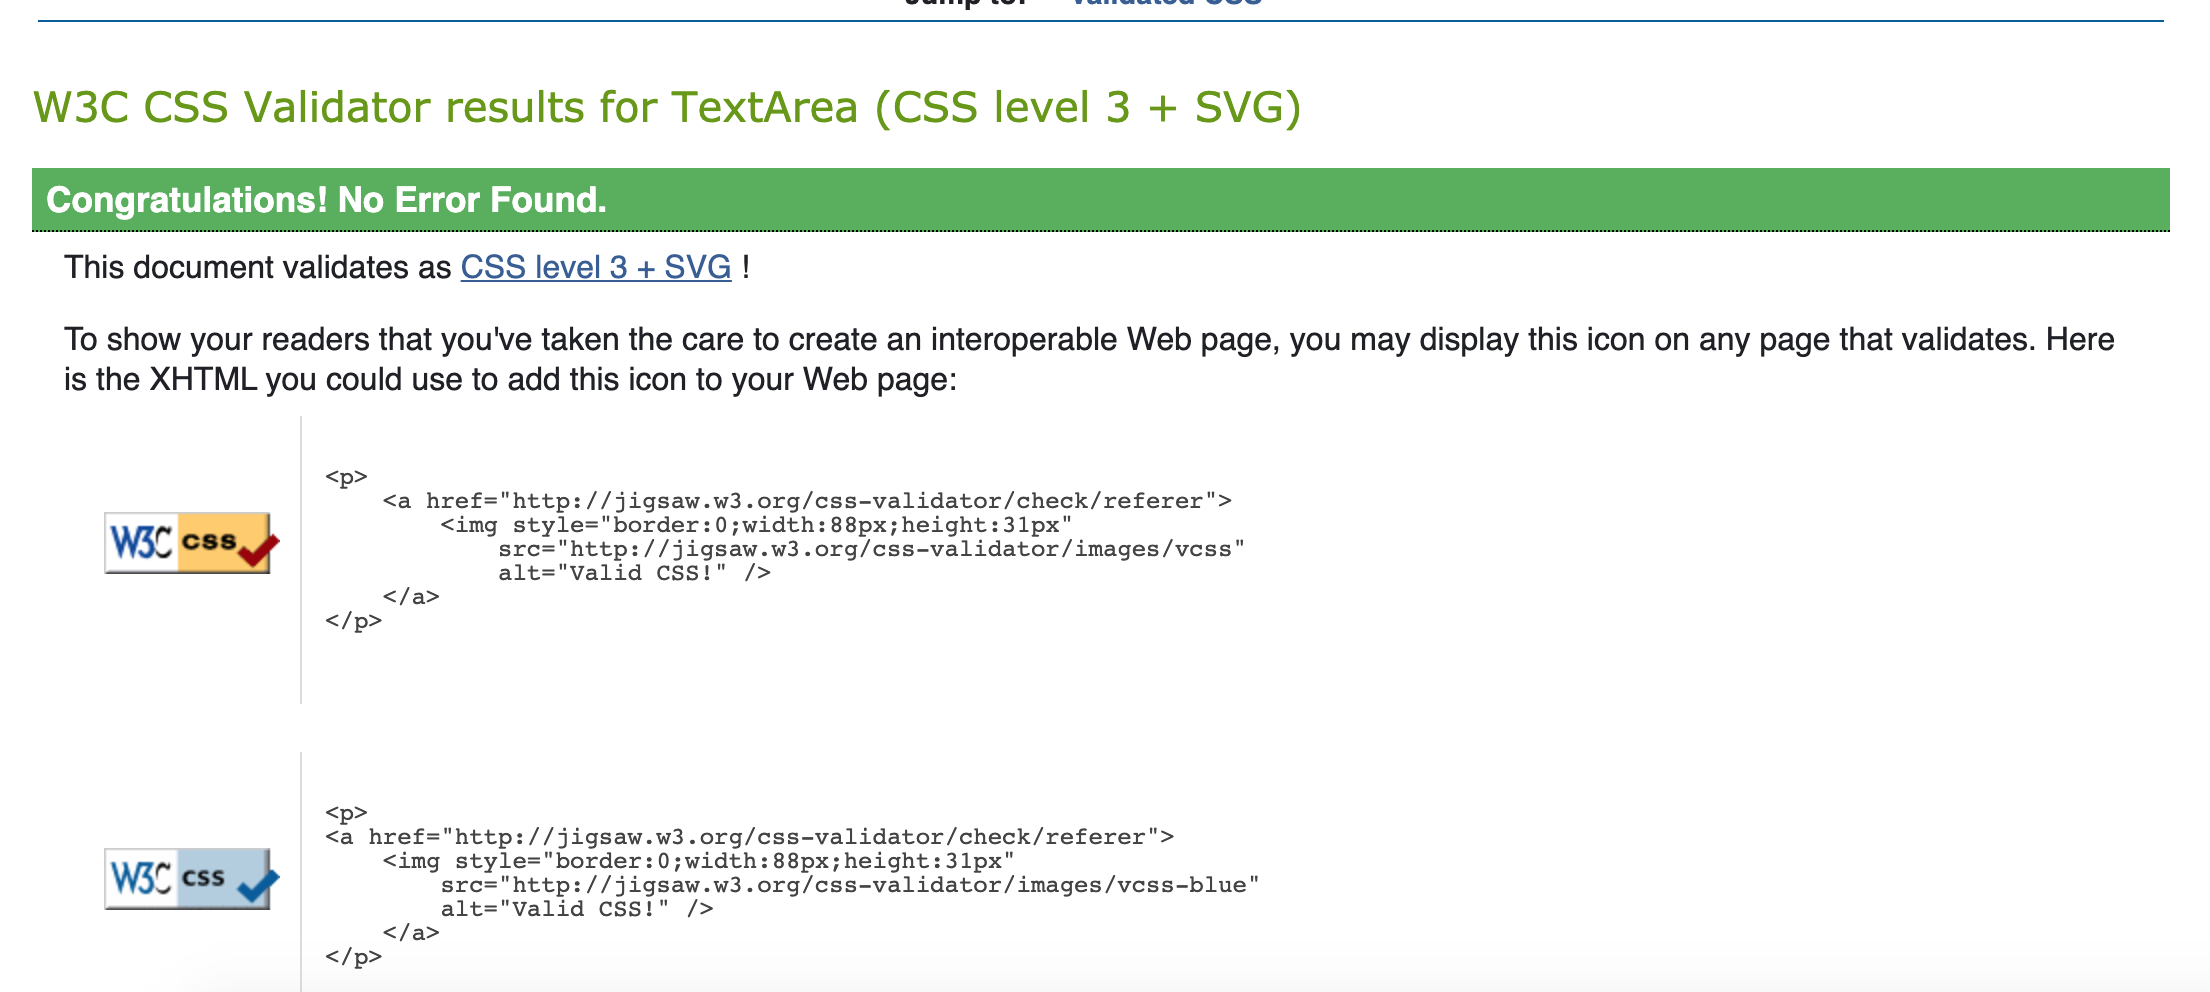 Jump to: Validated CSS
W3C CSS Validator results for TextArea (CSS level 3 + SVG)
Congratulations! No Error Found.
This document validates as CSS level 3 + SVG !
To show your readers that you've taken the care to create an interoperable Web page, you may display this icon on any page that validates. Here
is the XHTML you could use to add this icon to your Web page:
W3C css
<p>
<a href="http://jigsaw.w3.org/css-validator/check/referer">
<img style="border:0;width:88px;height:31px"
src="http://jigsaw.w3.org/css-validator/images/vcss"
alt="Valid CSS!" />
</a>
</p>
W3C css
<p>
<a href="http://jigsaw.w3.org/css-validator/check/referer">
<img style="border:0;width:88px;height:31px"
src="http://jigsaw.w3.org/css-validator/images/vcss-blue"
alt="Valid CSS!" />
</a>
</p>